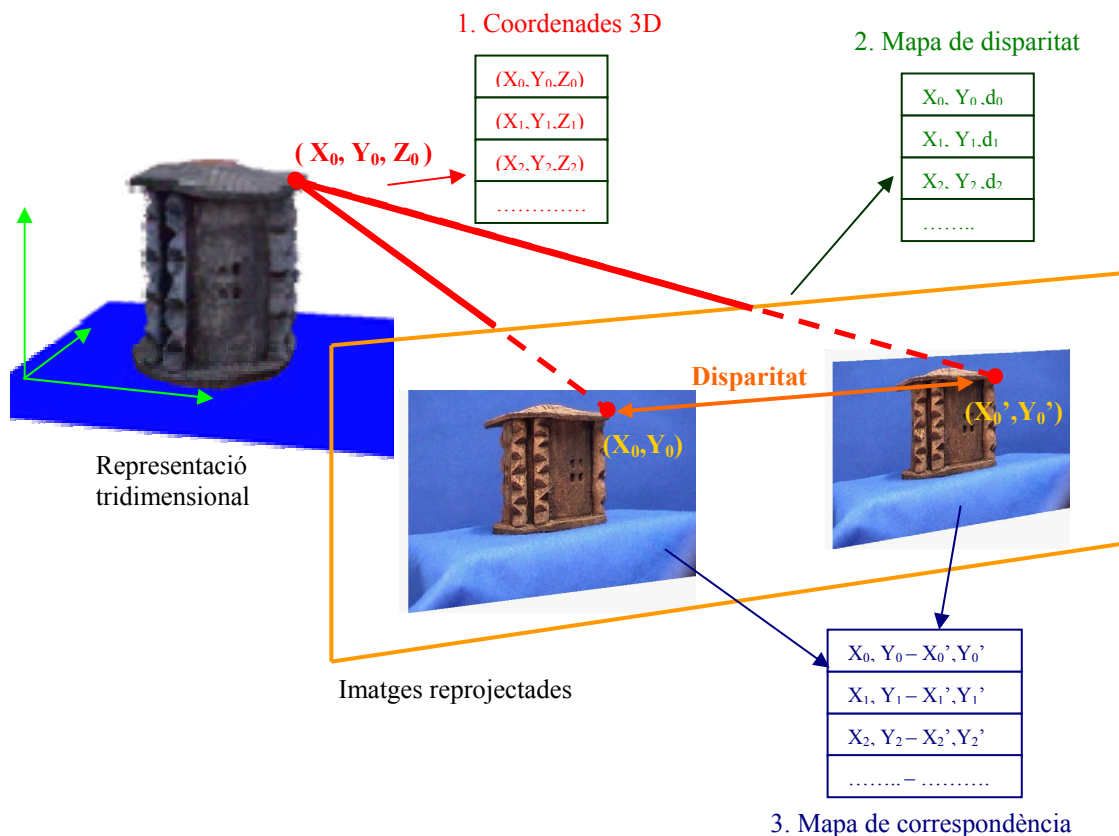 1. Coordenades 3D
(X₀,Y₀,Z₀)
(X₁,Y₁,Z₁)
(X₂,Y₂,Z₂)
………….
2. Mapa de disparitat
X₀, Y₀,d₀
X₁, Y₁,d₁
X₂, Y₂,d₂
……..
( X₀, Y₀, Z₀ )
Disparitat
(X₀,Y₀)
(X₀’,Y₀’)
Representació
tridimensional
Imatges reprojectades
X₀, Y₀ – X₀’,Y₀’
X₁, Y₁ – X₁’,Y₁’
X₂, Y₂ – X₂’,Y₂’
…….. – ……….
3. Mapa de correspondència